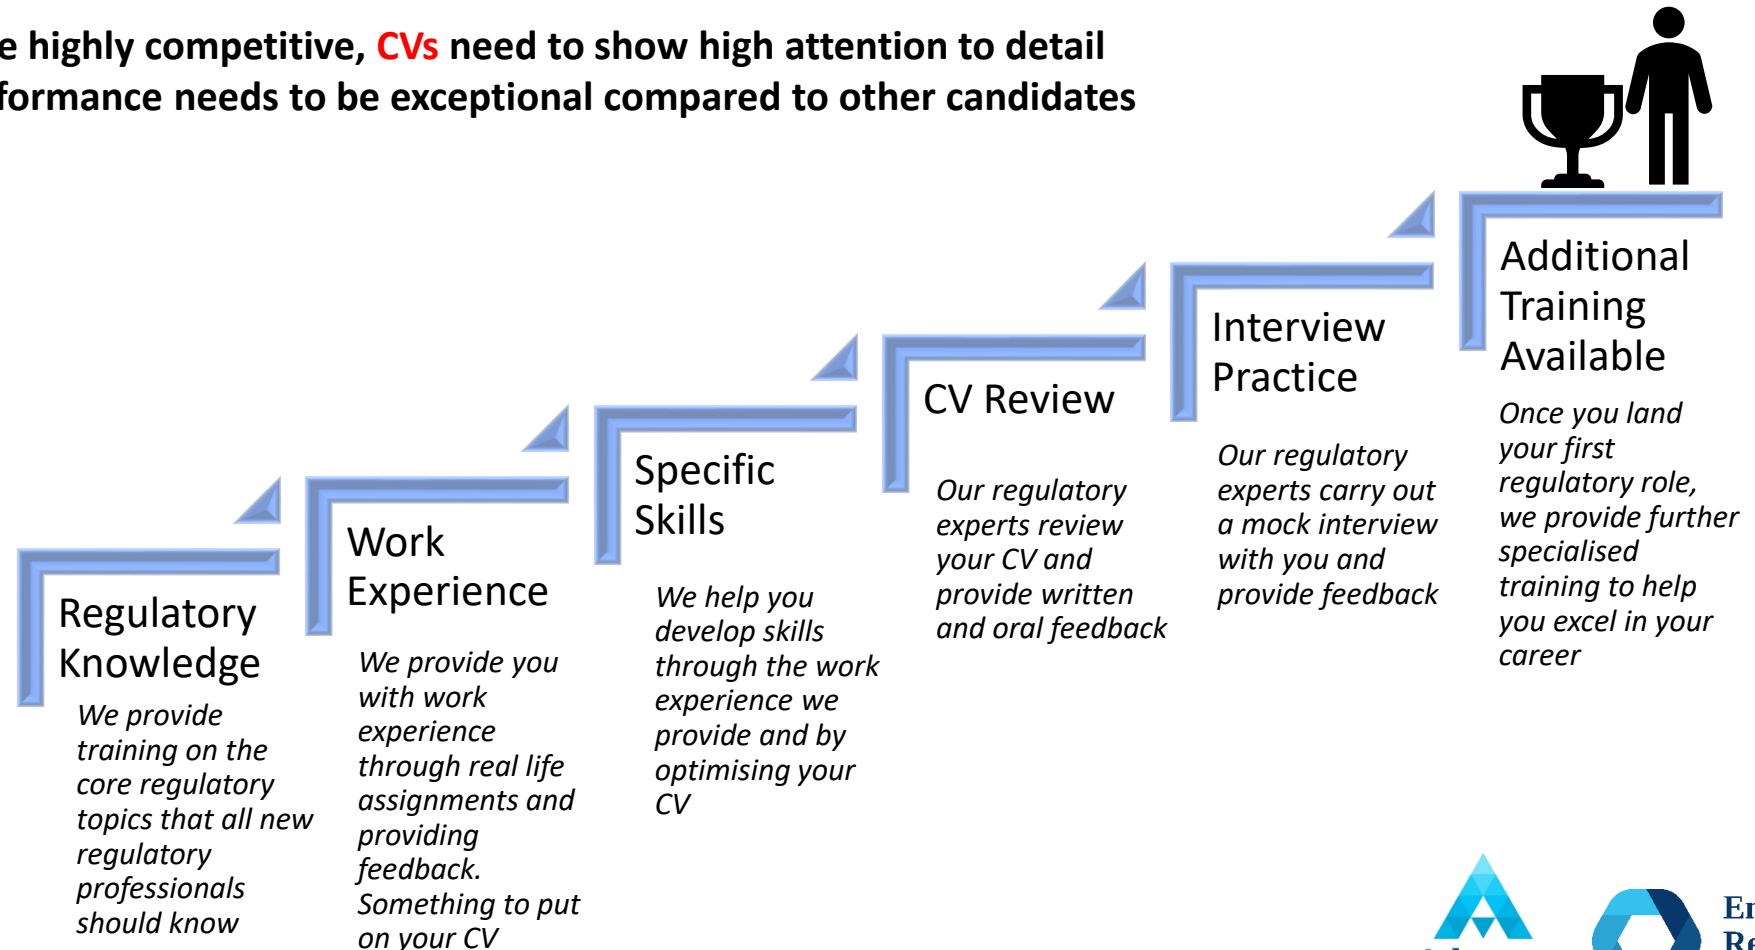 e highly competitive, CVs need to show high attention to detail
formance needs to be exceptional compared to other candidates
Regulatory
Knowledge
We provide
training on the
core regulatory
topics that all new
regulatory
professionals
should know
Work
Experience
We provide you
with work
experience
through real life
assignments and
providing
feedback.
Something to put
on your CV
Specific
Skills
We help you
develop skills
through the work
experience we
provide and by
optimising your
CV
CV Review
Our regulatory
experts review
your CV and
provide written
and oral feedback
Interview
Practice
Our regulatory
experts carry out
a mock interview
with you and
provide feedback
Additional
Training
Available
Once you land
your first
regulatory role,
we provide further
specialised
training to help
you excel in your
career